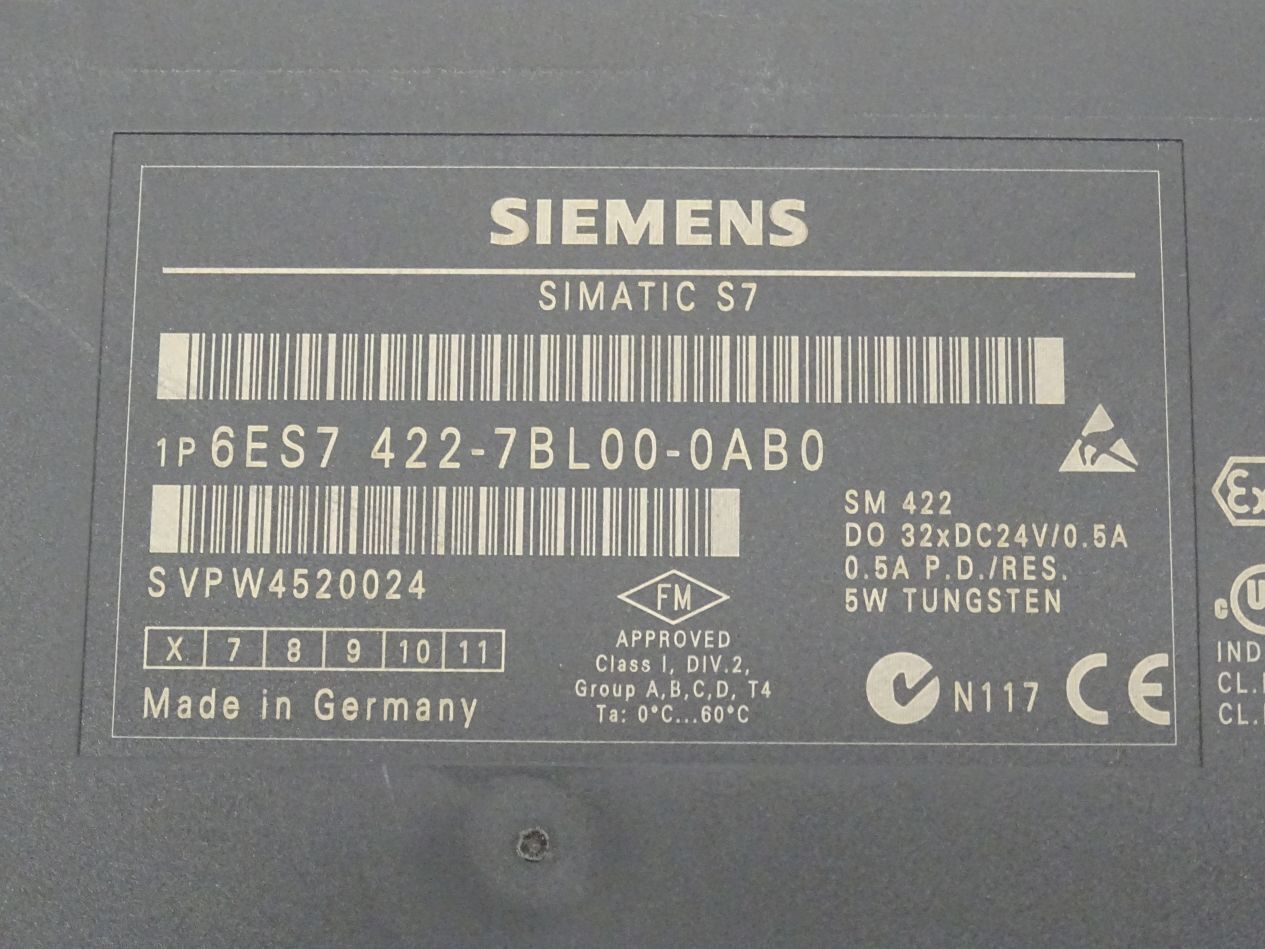 SIEMENS
SIMATIC S7
1P 6ES7 422-7BL00-0AB0
S VPW4520024
X 7 8 9 10 11
Made in Germany
FM
APPROVED
Class I, DIV.2,
Group A,B,C,D, T4
Ta: 0°C...60°C
SM 422
DO 32xDC24V/0.5A
0.5A P.D./RES.
5W TUNGSTEN
N117 CE
Ex
c U
IND
CL.
CL.